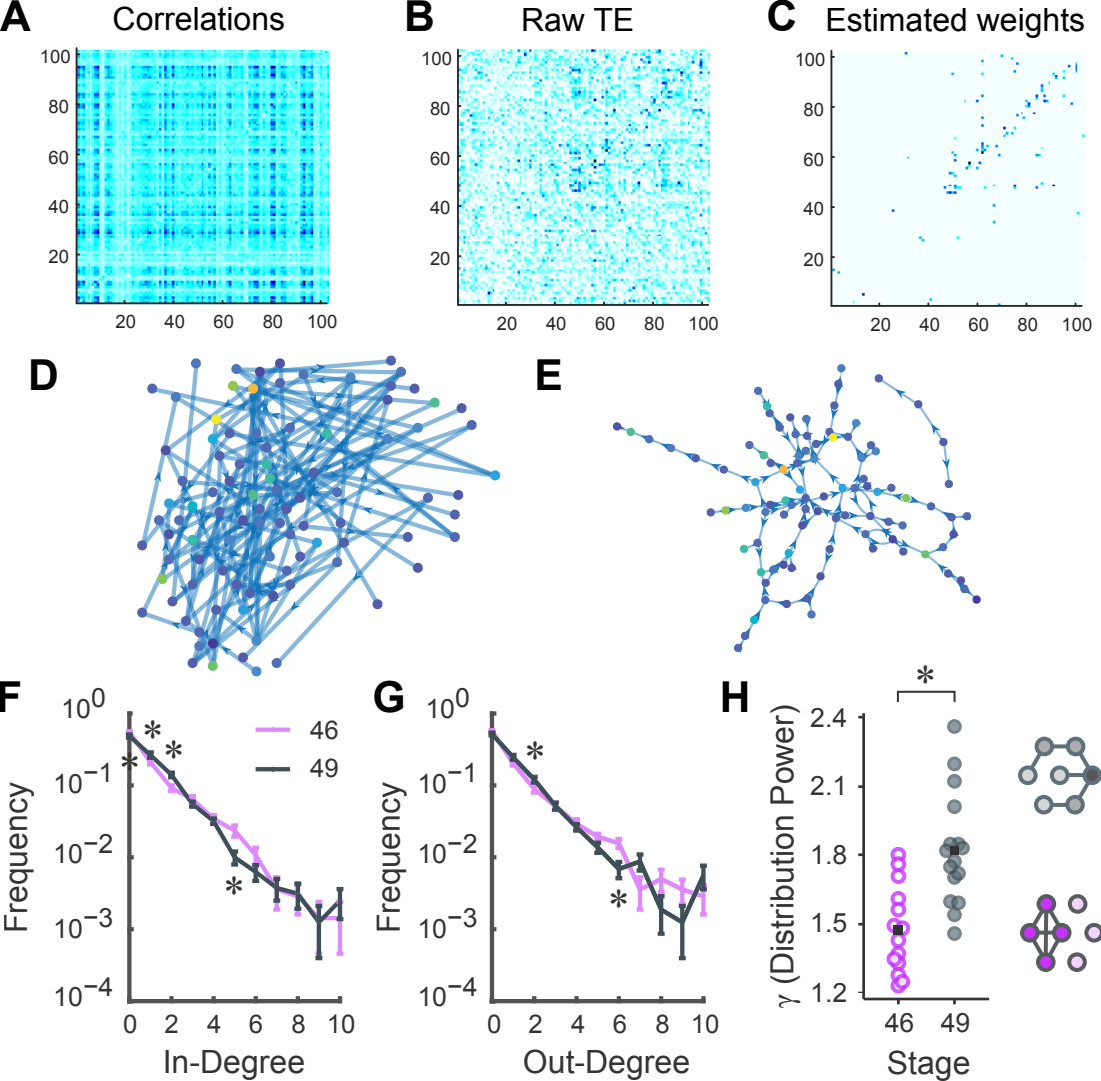 A Correlations
100
80
60
40
20
20 40 60 80 100
B Raw TE
100
80
60
40
20
20 40 60 80 100
C Estimated weights
100
80
60
40
20
20 40 60 80 100
D
E
F
Frequency
10^0
10^-1
10^-2
10^-3
10^-4
* * *
*
46
49
0 2 4 6 8 10
In-Degree
G
Frequency
10^0
10^-1
10^-2
10^-3
10^-4
*
*
0 2 4 6 8 10
Out-Degree
H
γ (Distribution Power)
*
2.4
2.1
1.8
1.5
1.2
46 49
Stage